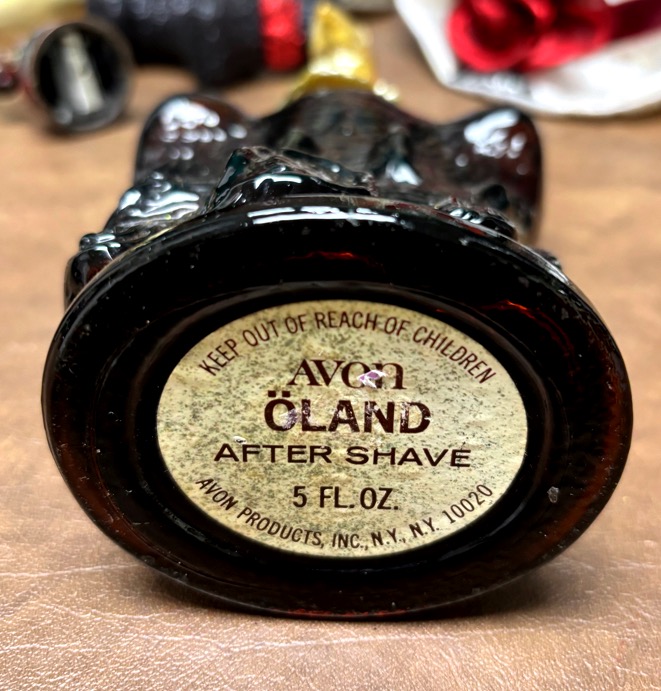 KEEP OUT OF REACH OF CHILDREN
AVON
ÖLAND
AFTER SHAVE
5 FL. OZ.
AVON PRODUCTS, INC., N.Y., N.Y. 10020